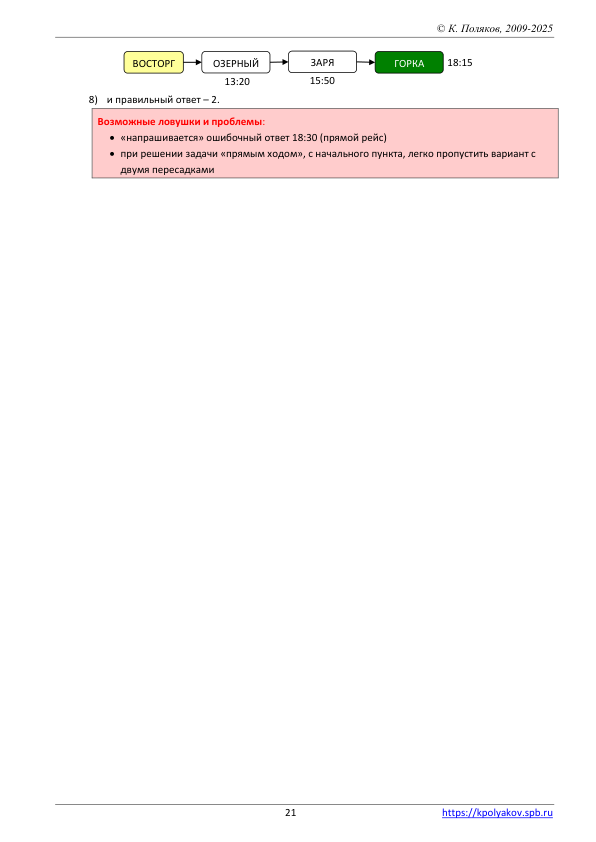 © К. Поляков, 2009-2025
ВОСТОРГ ОЗЕРНЫЙ ЗАРЯ ГОРКА 18:15
13:20 15:50
8) и правильный ответ – 2.
Возможные ловушки и проблемы:
• «напрашивается» ошибочный ответ 18:30 (прямой рейс)
• при решении задачи «прямым ходом», с начального пункта, легко пропустить вариант с
двумя пересадками
21 https://kpolyakov.spb.ru